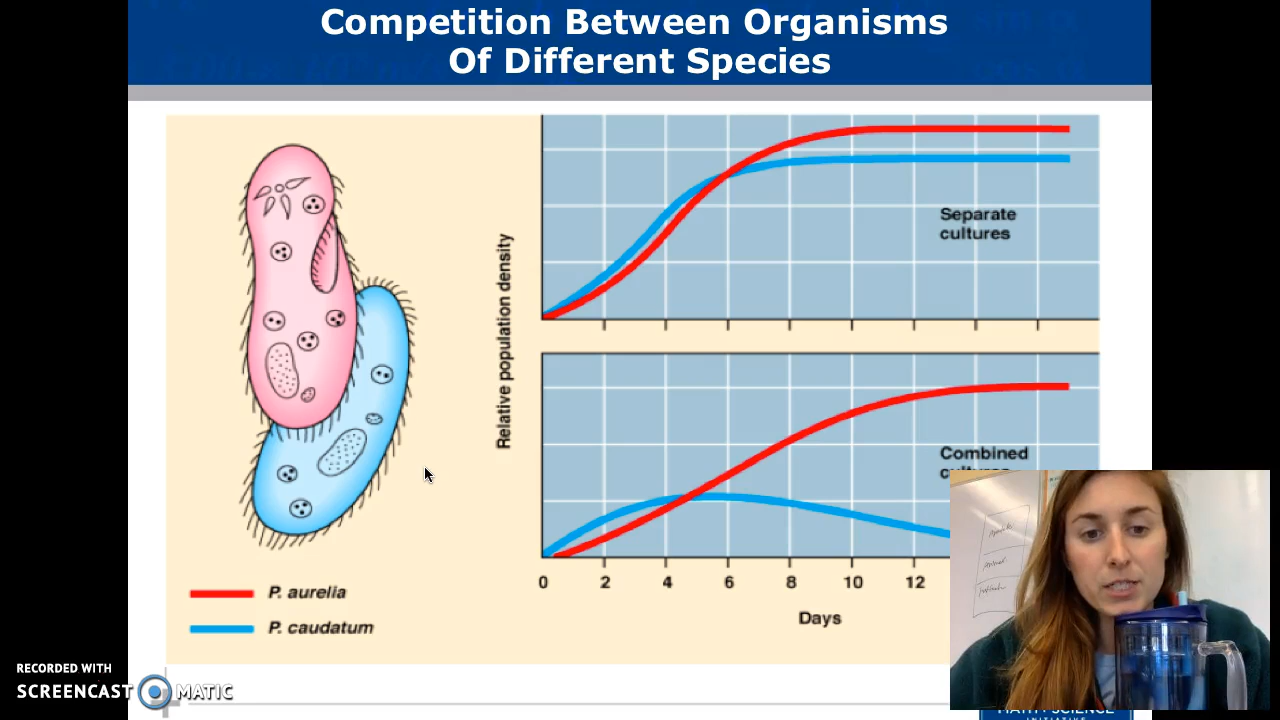 Competition Between Organisms
Of Different Species
Relative population density
Separate
cultures
Combined
cultures
0 2 4 6 8 10 12
Days
P. aurelia
P. caudatum
RECORDED WITH
SCREENCAST MATIC